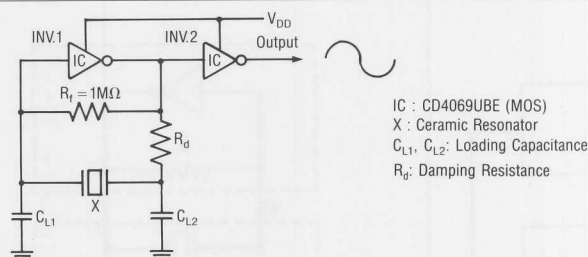 V_DD
INV.1
INV.2
Output
IC
IC
R_f = 1MΩ
R_d
X
C_L1
C_L2
IC : CD4069UBE (MOS)
X : Ceramic Resonator
C_L1, C_L2: Loading Capacitance
R_d: Damping Resistance